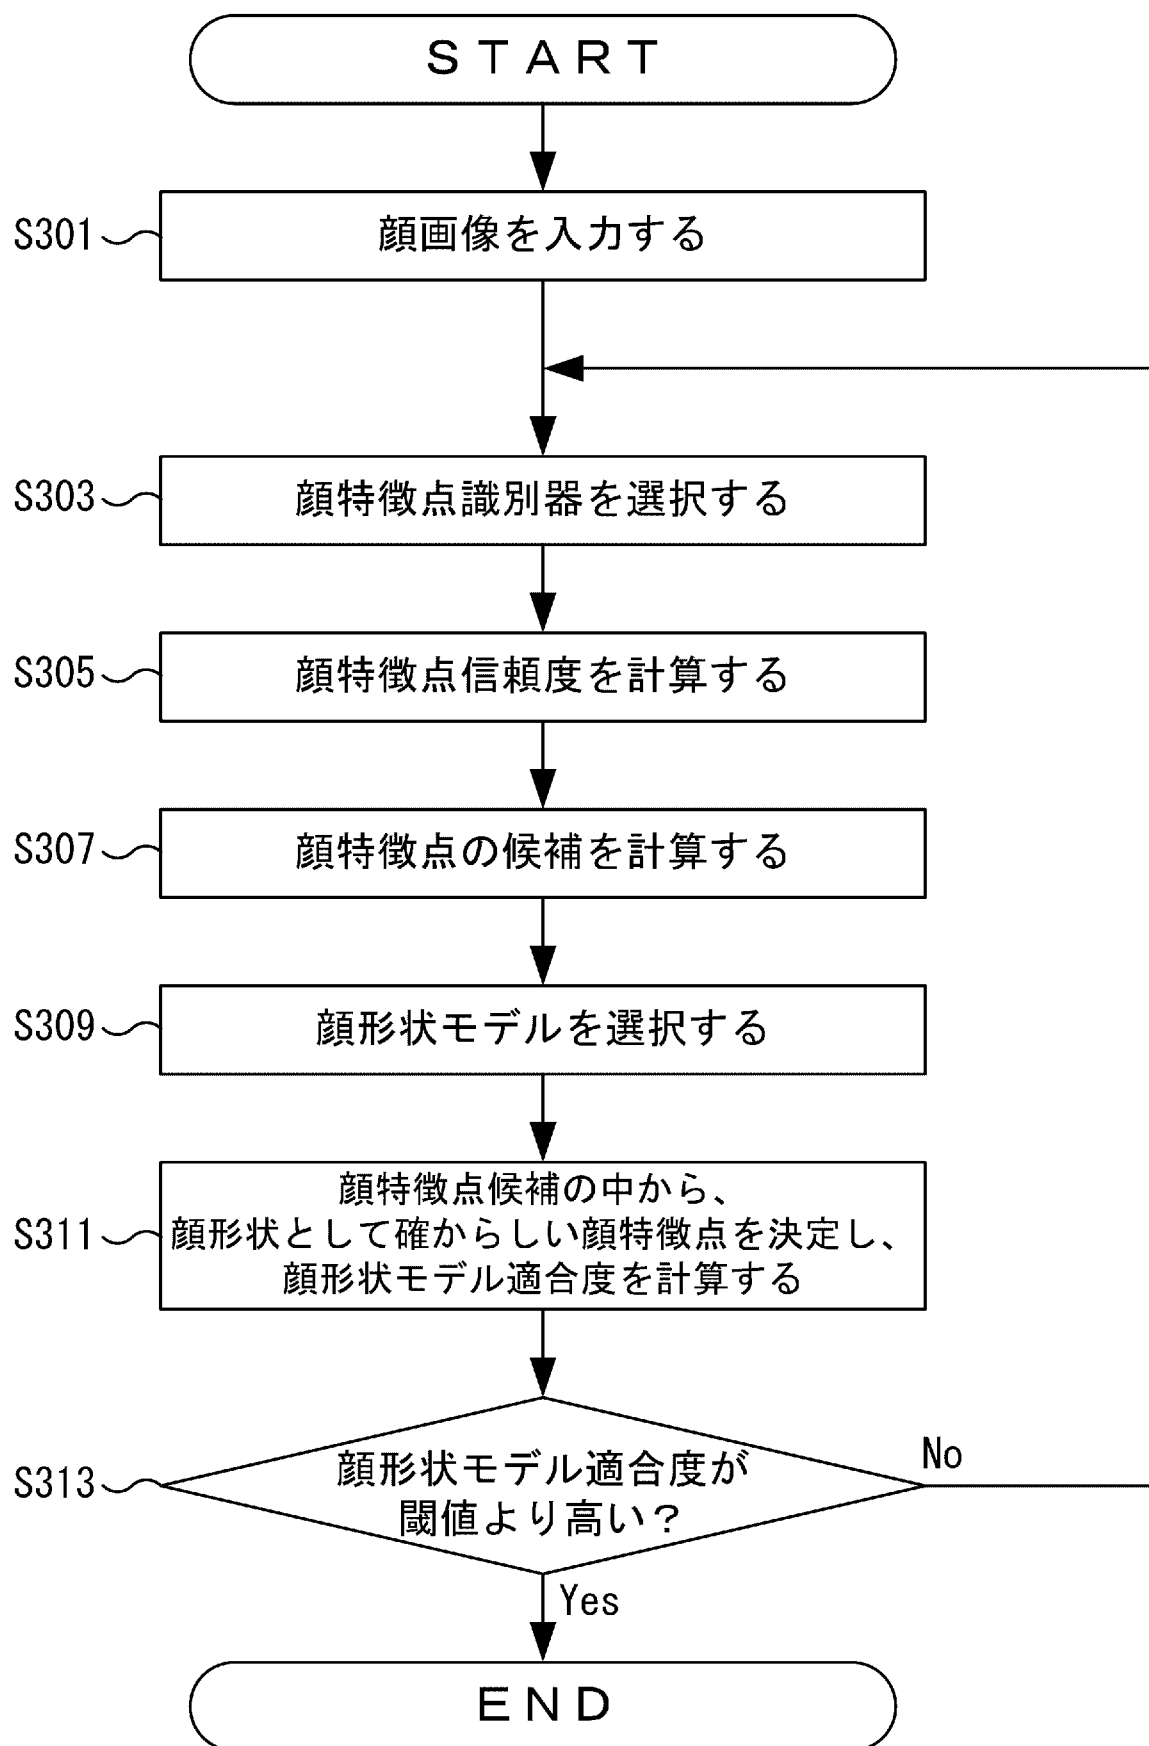 START
S301
顔画像を入力する
S303
顔特徴点識別器を選択する
S305
顔特徴点信頼度を計算する
S307
顔特徴点の候補を計算する
S309
顔形状モデルを選択する
S311
顔特徴点候補の中から、
顔形状として確からしい顔特徴点を決定し、
顔形状モデル適合度を計算する
S313
顔形状モデル適合度が
閾値より高い?
No
Yes
END